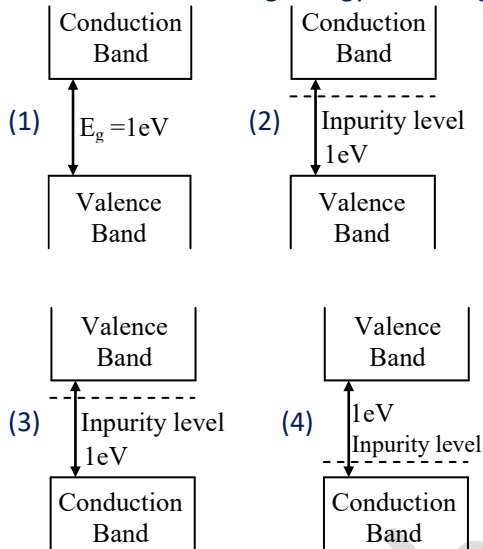 Conduction
Band
(1)
E_g =1eV
Valence
Band
Conduction
Band
(2)
Inpurity level
1eV
Valence
Band
Valence
Band
(3)
Inpurity level
1eV
Conduction
Band
Valence
Band
(4)
1eV
Inpurity level
Conduction
Band